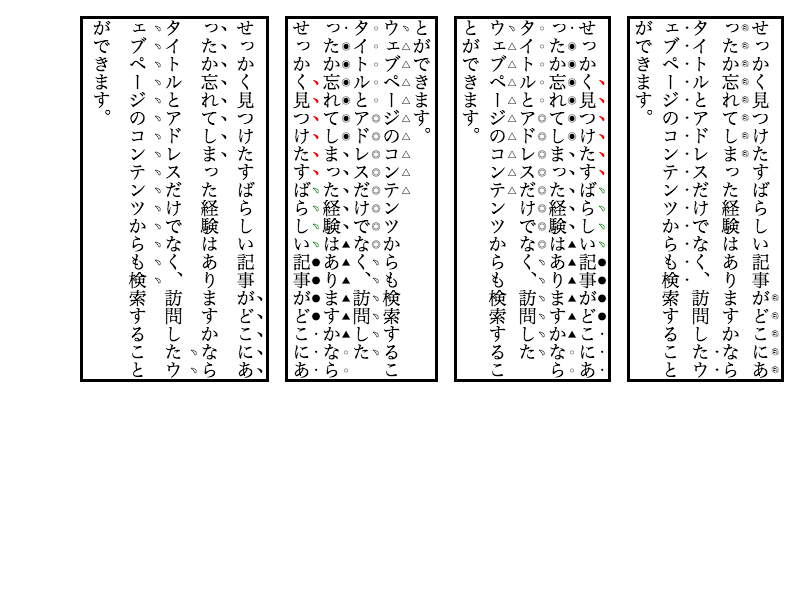 せっかく見つけたすばらしい記事がどこにあ
ったか忘れてしまった経験はありますかなら
タイトルとアドレスだけでなく、訪問したウ
ェブページのコンテンツからも検索すること
ができます。
せっかく見つけたすばらしい記事がどこにあ
ったか忘れてしまった経験はありますかなら
タイトルとアドレスだけでなく、訪問した
ウェブページのコンテンツからも検索するこ
とができます。
せっかく見つけたすばらしい記事がどこにあ
ったか忘れてしまった経験はありますかなら
タイトルとアドレスだけでなく、訪問した
ウェブページのコンテンツからも検索するこ
とができます。
せっかく見つけたすばらしい記事がどこにあ
ったか忘れてしまった経験はありますかなら
タイトルとアドレスだけでなく、訪問したウ
ェブページのコンテンツからも検索すること
ができます。